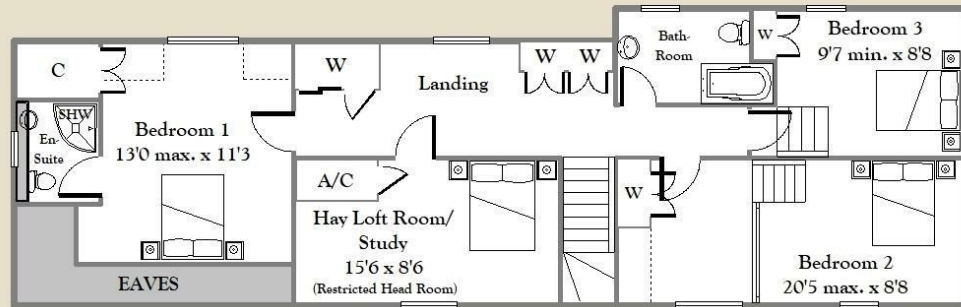 C
SHW
En-
Suite
Bedroom 1
13'0 max. x 11'3
EAVES
W
Landing
W
W
A/C
Hay Loft Room/
Study
15'6 x 8'6
(Restricted Head Room)
Bath-
Room
W
Bedroom 3
9'7 min. x 8'8
W
Bedroom 2
20'5 max. x 8'8